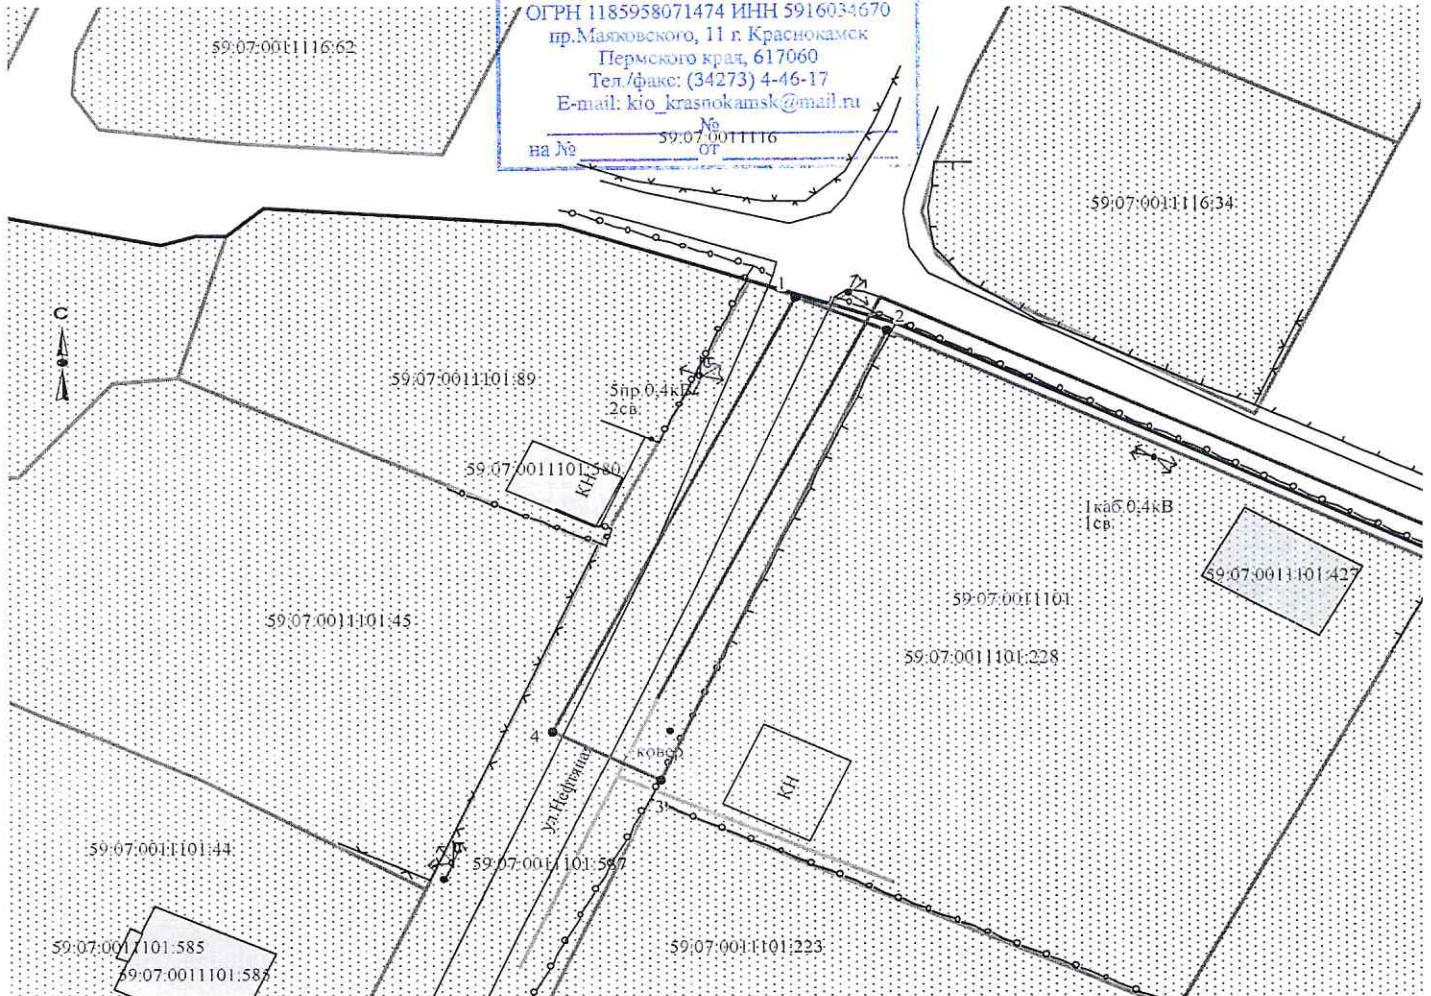 ОГРН 1185958071474 ИНН 5916034670
пр.Маяковского, 11 г. Краснокамск
Пермского края, 617060
Тел./факс: (34273) 4-46-17
E-mail: kio_krasnokamsk@mail.ru
№
59:07:0011116
на № от
59:07:0011116:62
59:07:0011116:34
С
1
2
59:07:0011101:89
5пр.0,4кВ
2св.
59:07:0011101:580
КН
1каб.0,4кВ
1св.
59:07:0011101:427
59:07:0011101
59:07:0011101:45
59:07:0011101:228
4
ковер
ул.Нефтяная
КН
3
59:07:0011101:44
59:07:0011101:587
59:07:0011101:585
59:07:0011101:223
59:07:0011101:585